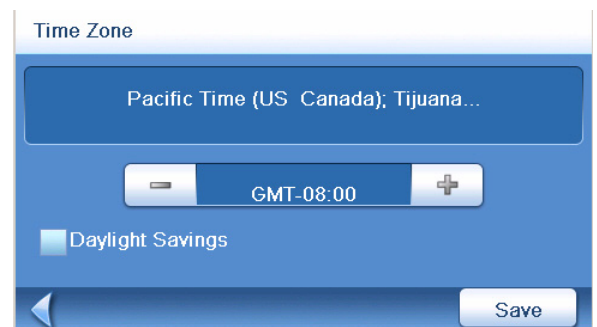 Time Zone
Pacific Time (US Canada); Tijuana...
GMT-08:00
Daylight Savings
Save